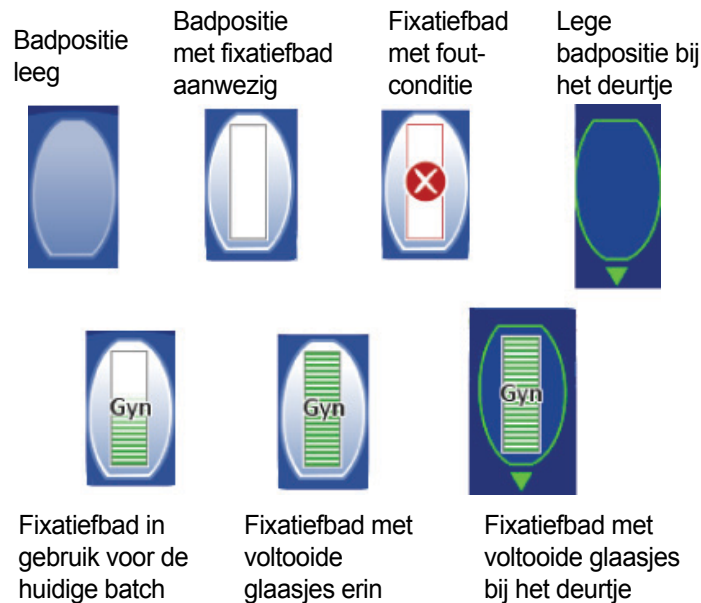 Badpositie
leeg
Badpositie
met fixatiefbad
aanwezig
Fixatiefbad
met fout-
conditie
Lege
badpositie bij
het deurtje
Gyn
Gyn
Gyn
Fixatiefbad in
gebruik voor de
huidige batch
Fixatiefbad met
voltooide
glaasjes erin
Fixatiefbad met
voltooide glaasjes
bij het deurtje